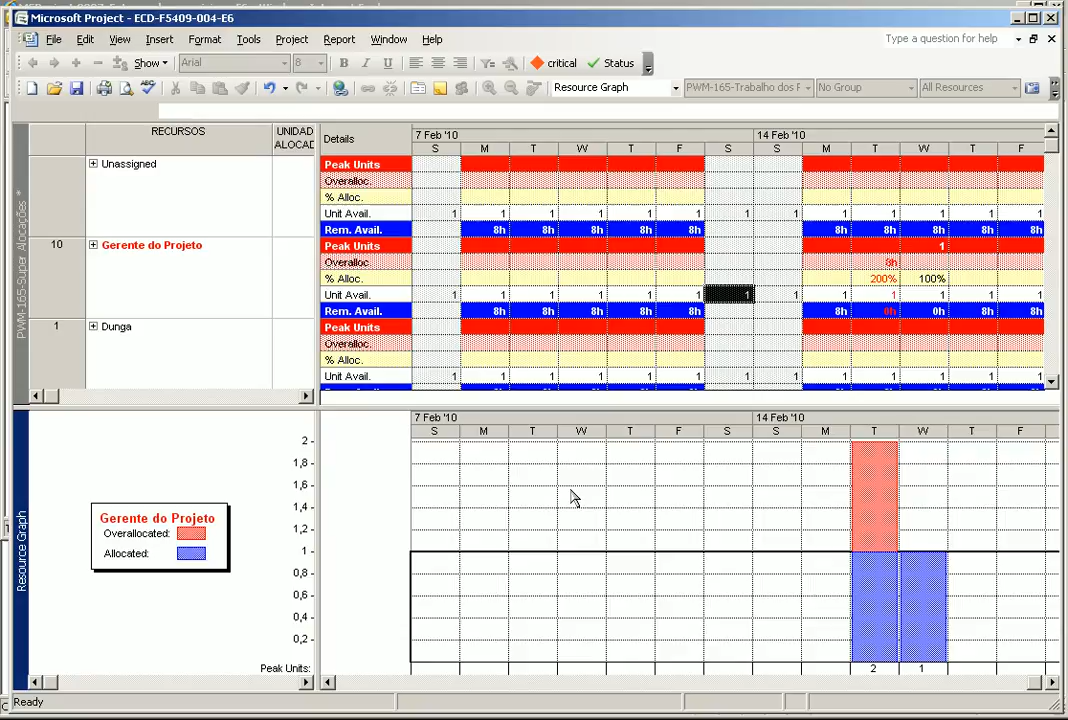 Microsoft Project - ECD-F5409-004-E6
File Edit View Insert Format Tools Project Report Window Help Type a question for help
Show Arial 8 B I U critical Status
Resource Graph PWM-165-Trabalho dos R No Group All Resources
RECURSOS UNIDAD ALOCAD Details 7 Feb '10 14 Feb '10
S M T W T F S S M T W T F
Unassigned Peak Units
Overalloc.
% Alloc.
Unit Avail. 1 1 1 1 1 1 1 1 1 1 1 1 1
Rem. Avail. 8h 8h 8h 8h 8h 8h 8h 8h 8h 8h
10 Gerente do Projeto Peak Units 1
Overalloc. 8h
% Alloc. 200% 100%
Unit Avail. 1 1 1 1 1 1 1 1 1 1 1 1
Rem. Avail. 8h 8h 8h 8h 8h 8h 0h 0h 8h 8h
1 Dunga Peak Units
Overalloc.
% Alloc.
Unit Avail. 1 1 1 1 1 1 1 1 1 1 1 1 1
PWM-165-Super Alocações *
7 Feb '10 14 Feb '10
S M T W T F S S M T W T F
2
1,8
1,6
1,4
1,2
1
0,8
0,6
0,4
0,2
Gerente do Projeto
Overallocated:
Allocated:
Resource Graph
Peak Units: 2 1
Ready